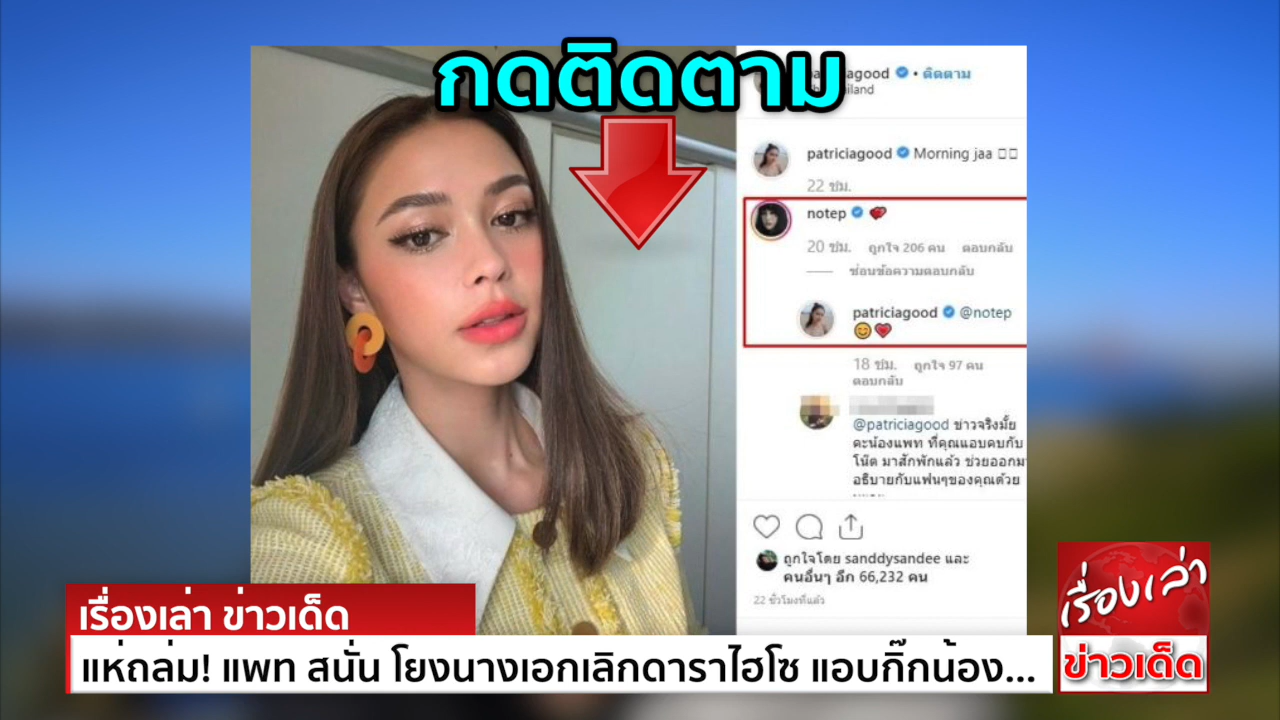 กดติดตาม
agood • ติดตาม
iland
patriciagood Morning jaa
22 ชม.
notep
20 ชม. ถูกใจ 206 คน ตอบกลับ
ซ่อนข้อความตอบกลับ
patriciagood @notep
18 ชม. ถูกใจ 97 คน
ตอบกลับ
@patriciagood ข่าวจริงมั้ย
คะน้องแพท ที่คุณแอบคบกับ
โน๊ต มาสักพักแล้ว ช่วยออกมา
อธิบายกับแฟนๆของคุณด้วย
ถูกใจโดย sanddysandee และ
คนอื่นๆ อีก 66,232 คน
22 ชั่วโมงที่แล้ว
เรื่องเล่า ข่าวเด็ด
แห่ถล่ม! แพท สนั่น โยงนางเอกเลิกดาราไฮโซ แอบกิ๊กน้อง...
เรื่องเล่า
ข่าวเด็ด